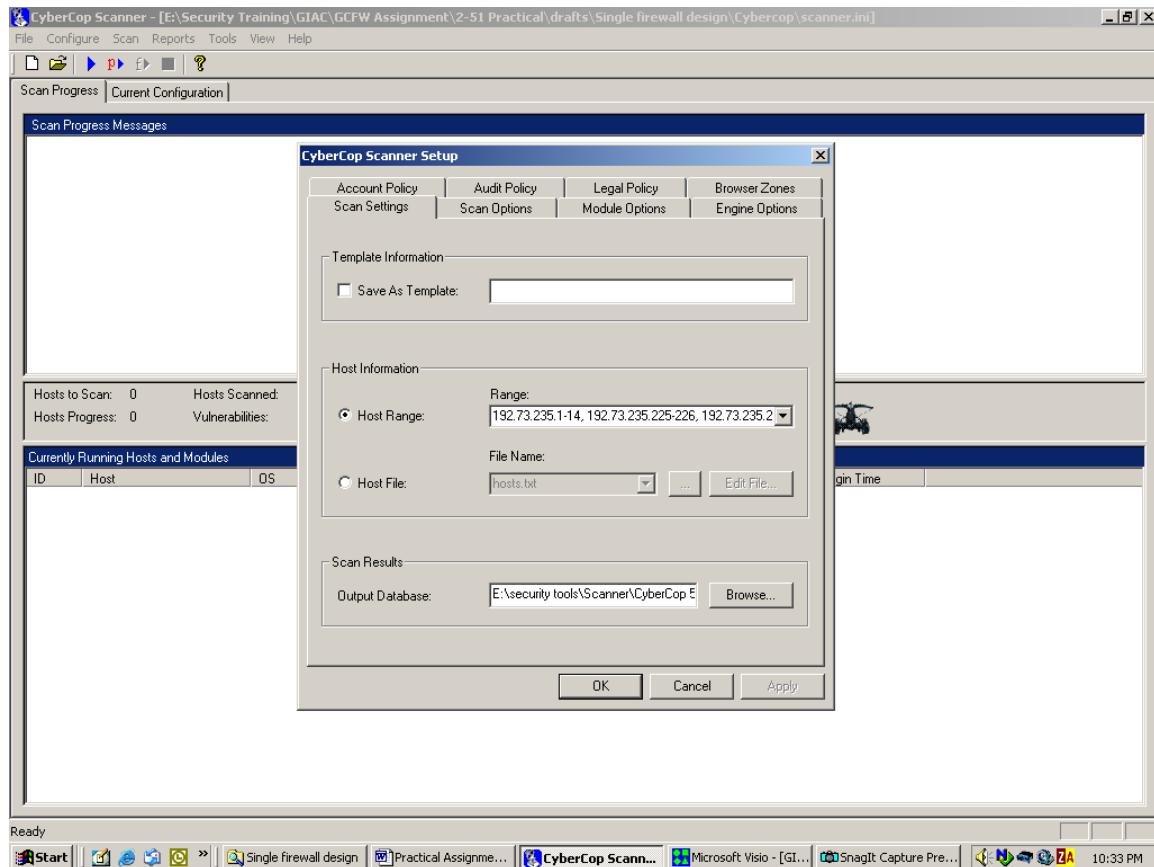 CyberCop Scanner - [E:\Security Training\GIAC\GCFW Assignment\2-51 Practical\drafts\Single firewall design\Cybercop\scanner.ini]
File Configure Scan Reports Tools View Help
Scan Progress Current Configuration
Scan Progress Messages
CyberCop Scanner Setup
Account Policy Audit Policy Legal Policy Browser Zones
Scan Settings Scan Options Module Options Engine Options
Template Information
Save As Template:
Host Information
Range:
Host Range: 192.73.235.1-14, 192.73.235.225-226, 192.73.235.2
File Name:
Host File: hosts.txt ... Edit File...
Scan Results
Output Database: E:\security tools\Scanner\CyberCop 5 Browse...
OK Cancel Apply
Hosts to Scan: 0 Hosts Scanned:
Hosts Progress: 0 Vulnerabilities:
Currently Running Hosts and Modules
ID Host OS gin Time
Ready
Start » Single firewall design Practical Assignme... CyberCop Scann... Microsoft Visio - [GI... SnagIt Capture Pre... 10:33 PM